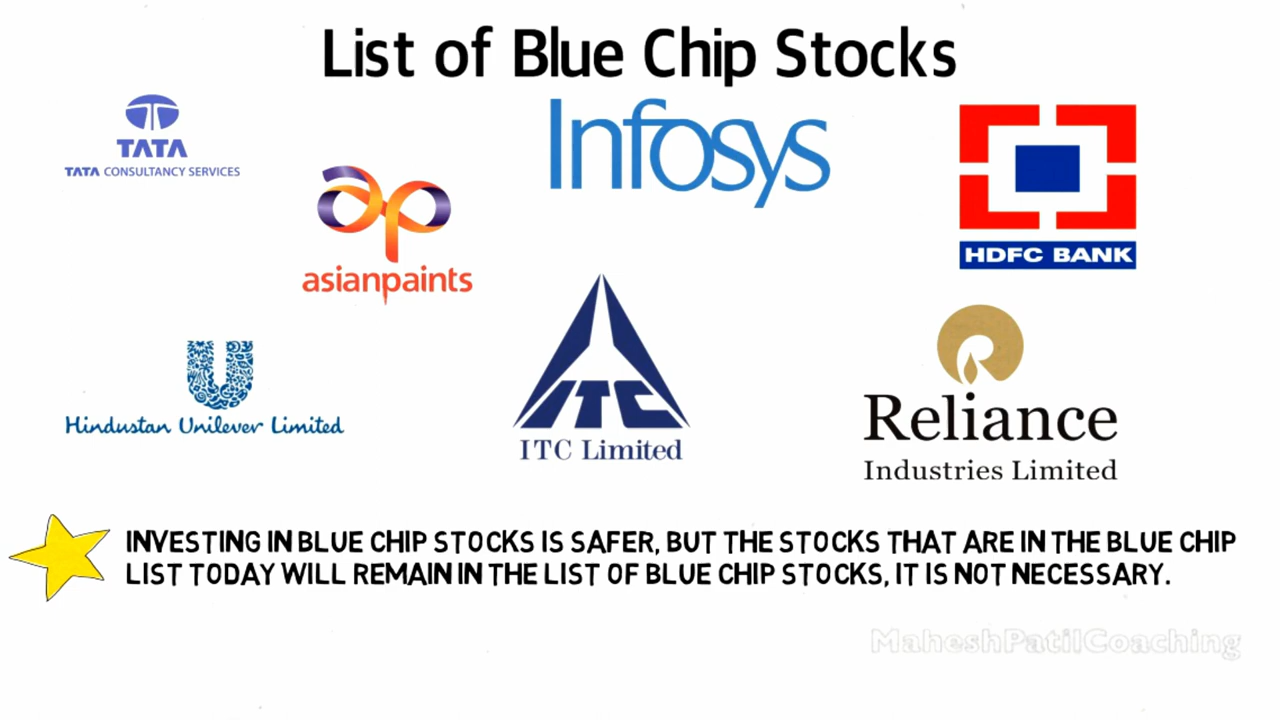 List of Blue Chip Stocks
TATA
TATA CONSULTANCY SERVICES
asianpaints
Infosys
HDFC BANK
Hindustan Unilever Limited
ITC
ITC Limited
Reliance
Industries Limited
INVESTING IN BLUE CHIP STOCKS IS SAFER, BUT THE STOCKS THAT ARE IN THE BLUE CHIP
LIST TODAY WILL REMAIN IN THE LIST OF BLUE CHIP STOCKS, IT IS NOT NECESSARY.
MaheshPatilCoaching